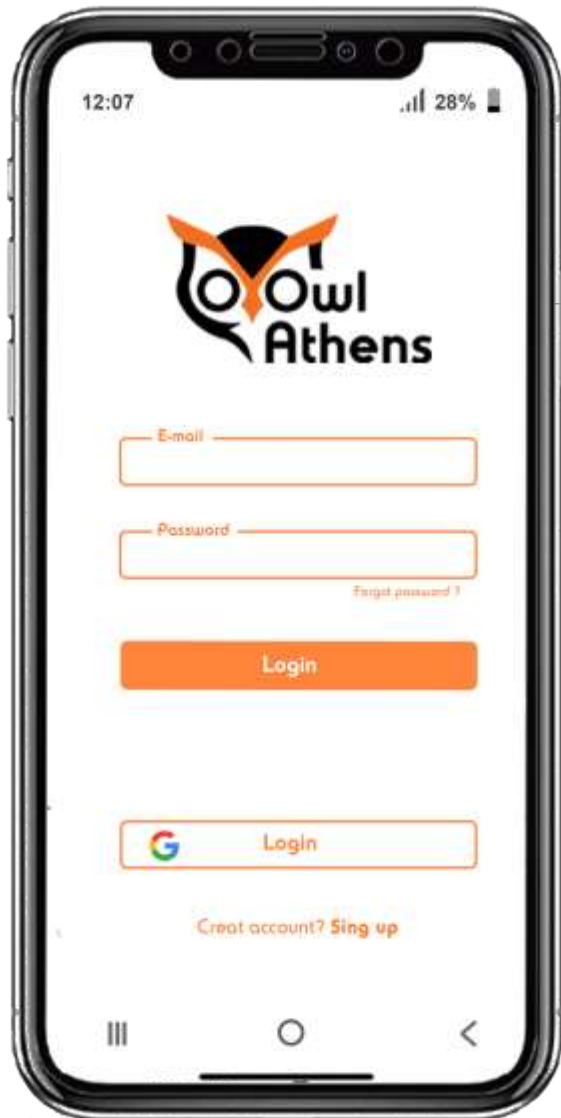 12:07 28%
Owl
Athens
E-mail
Password
Forgot password ?
Login
G Login
Creat account? Sing up